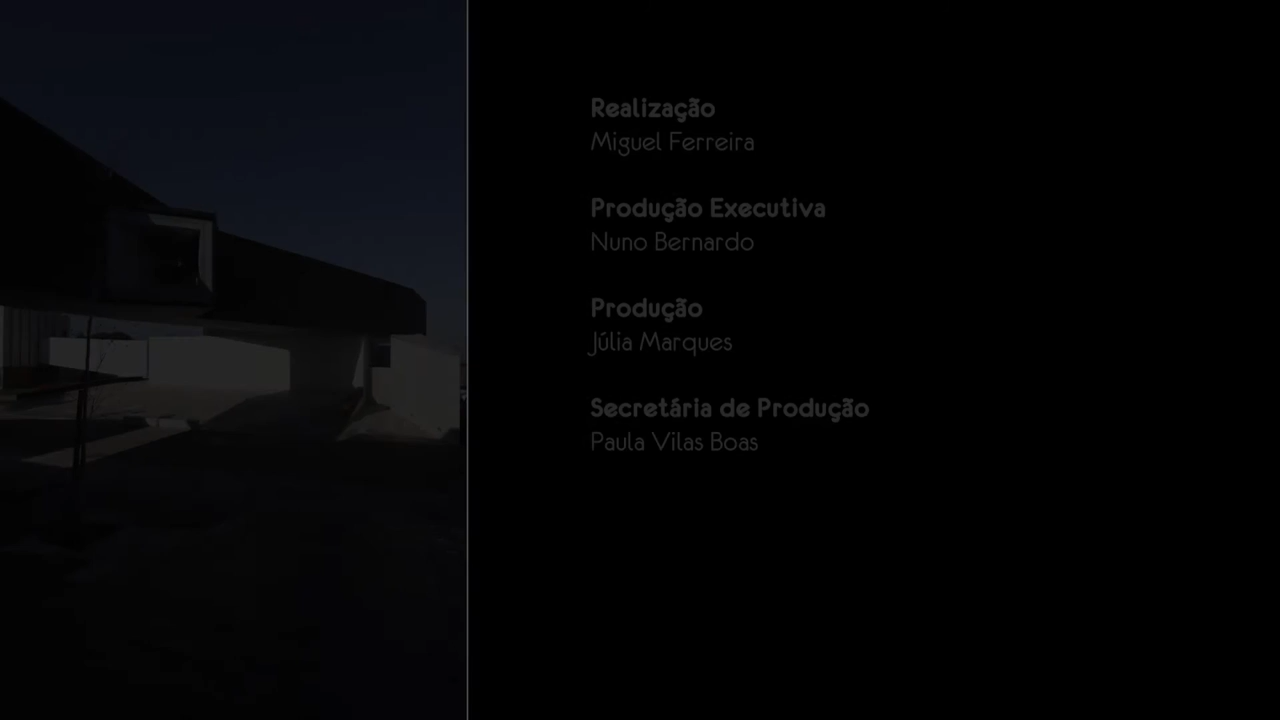 Realização
Miguel Ferreira
Produção Executiva
Nuno Bernardo
Produção
Júlia Marques
Secretária de Produção
Paula Vilas Boas